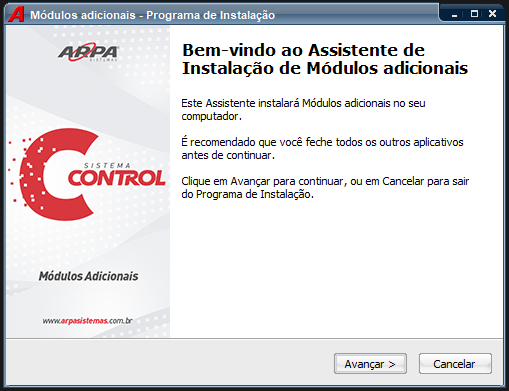 Módulos adicionais - Programa de Instalação
ARPA
SISTEMAS
Bem-vindo ao Assistente de
Instalação de Módulos adicionais
Este Assistente instalará Módulos adicionais no seu
computador.
É recomendado que você feche todos os outros aplicativos
antes de continuar.
Clique em Avançar para continuar, ou em Cancelar para sair
do Programa de Instalação.
SISTEMA
CONTROL
Módulos Adicionais
www.arpasistemas.com.br
Avançar >
Cancelar